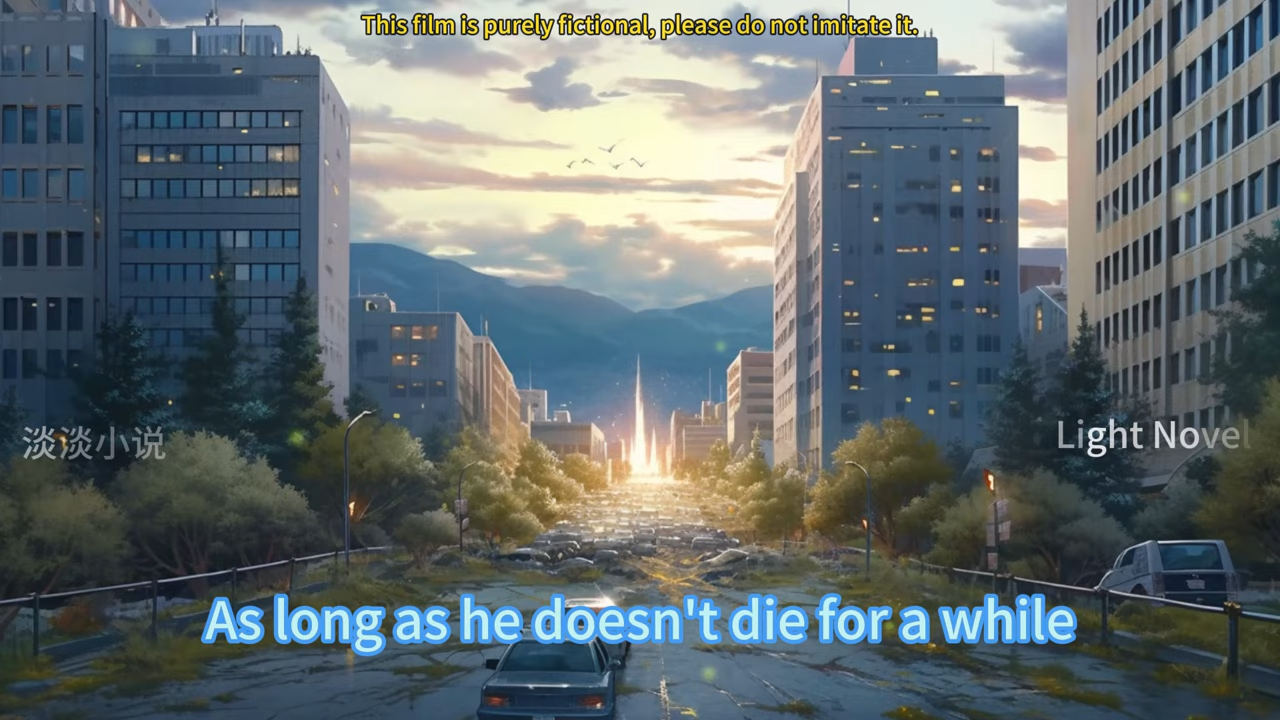 This film is purely fictional, please do not imitate it.
淡淡小说
Light Novel
As long as he doesn't die for a while